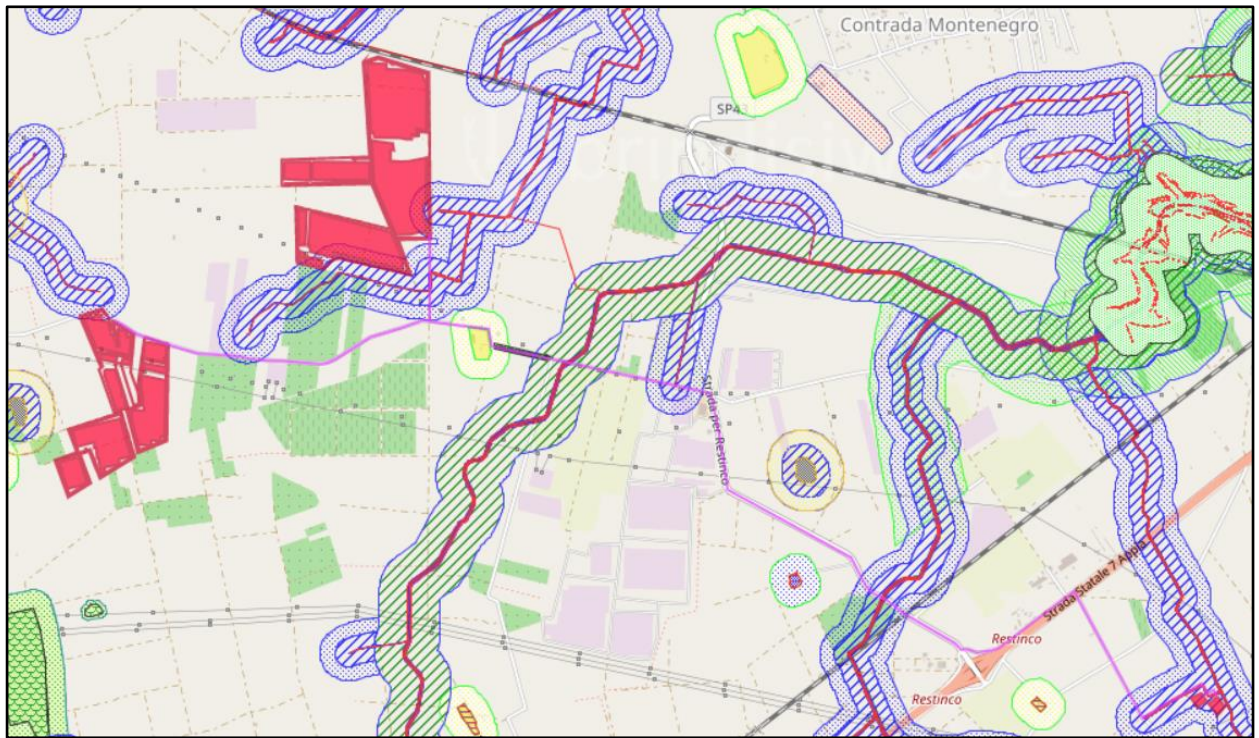 Contrada Montenegro
SP43
Strada per Restinco
Strada Statale 7 Appia
Restinco
Restinco